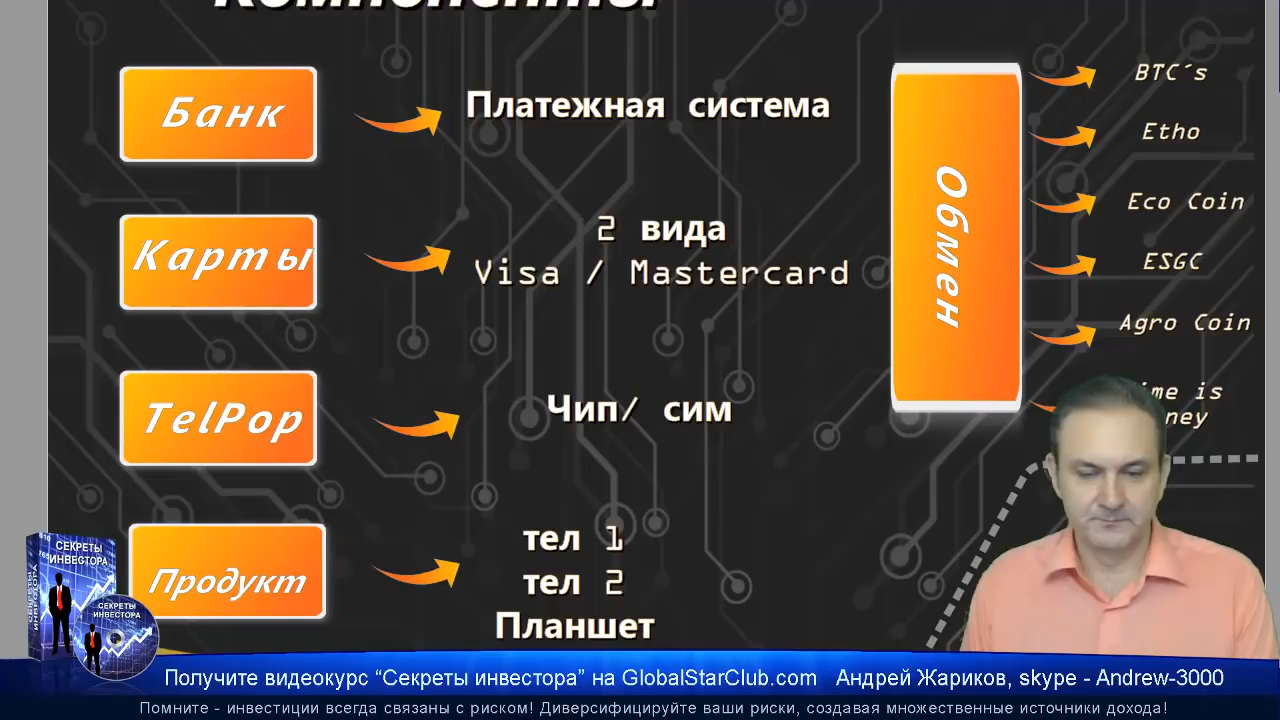 Компоненты
Банк
Платежная система
Карты
2 вида
Visa / Mastercard
TelPop
Чип/ сим
Продукт
тел 1
тел 2
Планшет
Обмен
BTC´s
Etho
Eco Coin
ESGC
Agro Coin
is
СЕКРЕТЫ
ИНВЕСТОРА
СЕКРЕТЫ
ИНВЕСТОРА
Получите видеокурс “Секреты инвестора” на GlobalStarClub.com Андрей Жариков, skype - Andrew-3000
Помните - инвестиции всегда связаны с риском! Диверсифицируйте ваши риски, создавая множественные источники дохода!